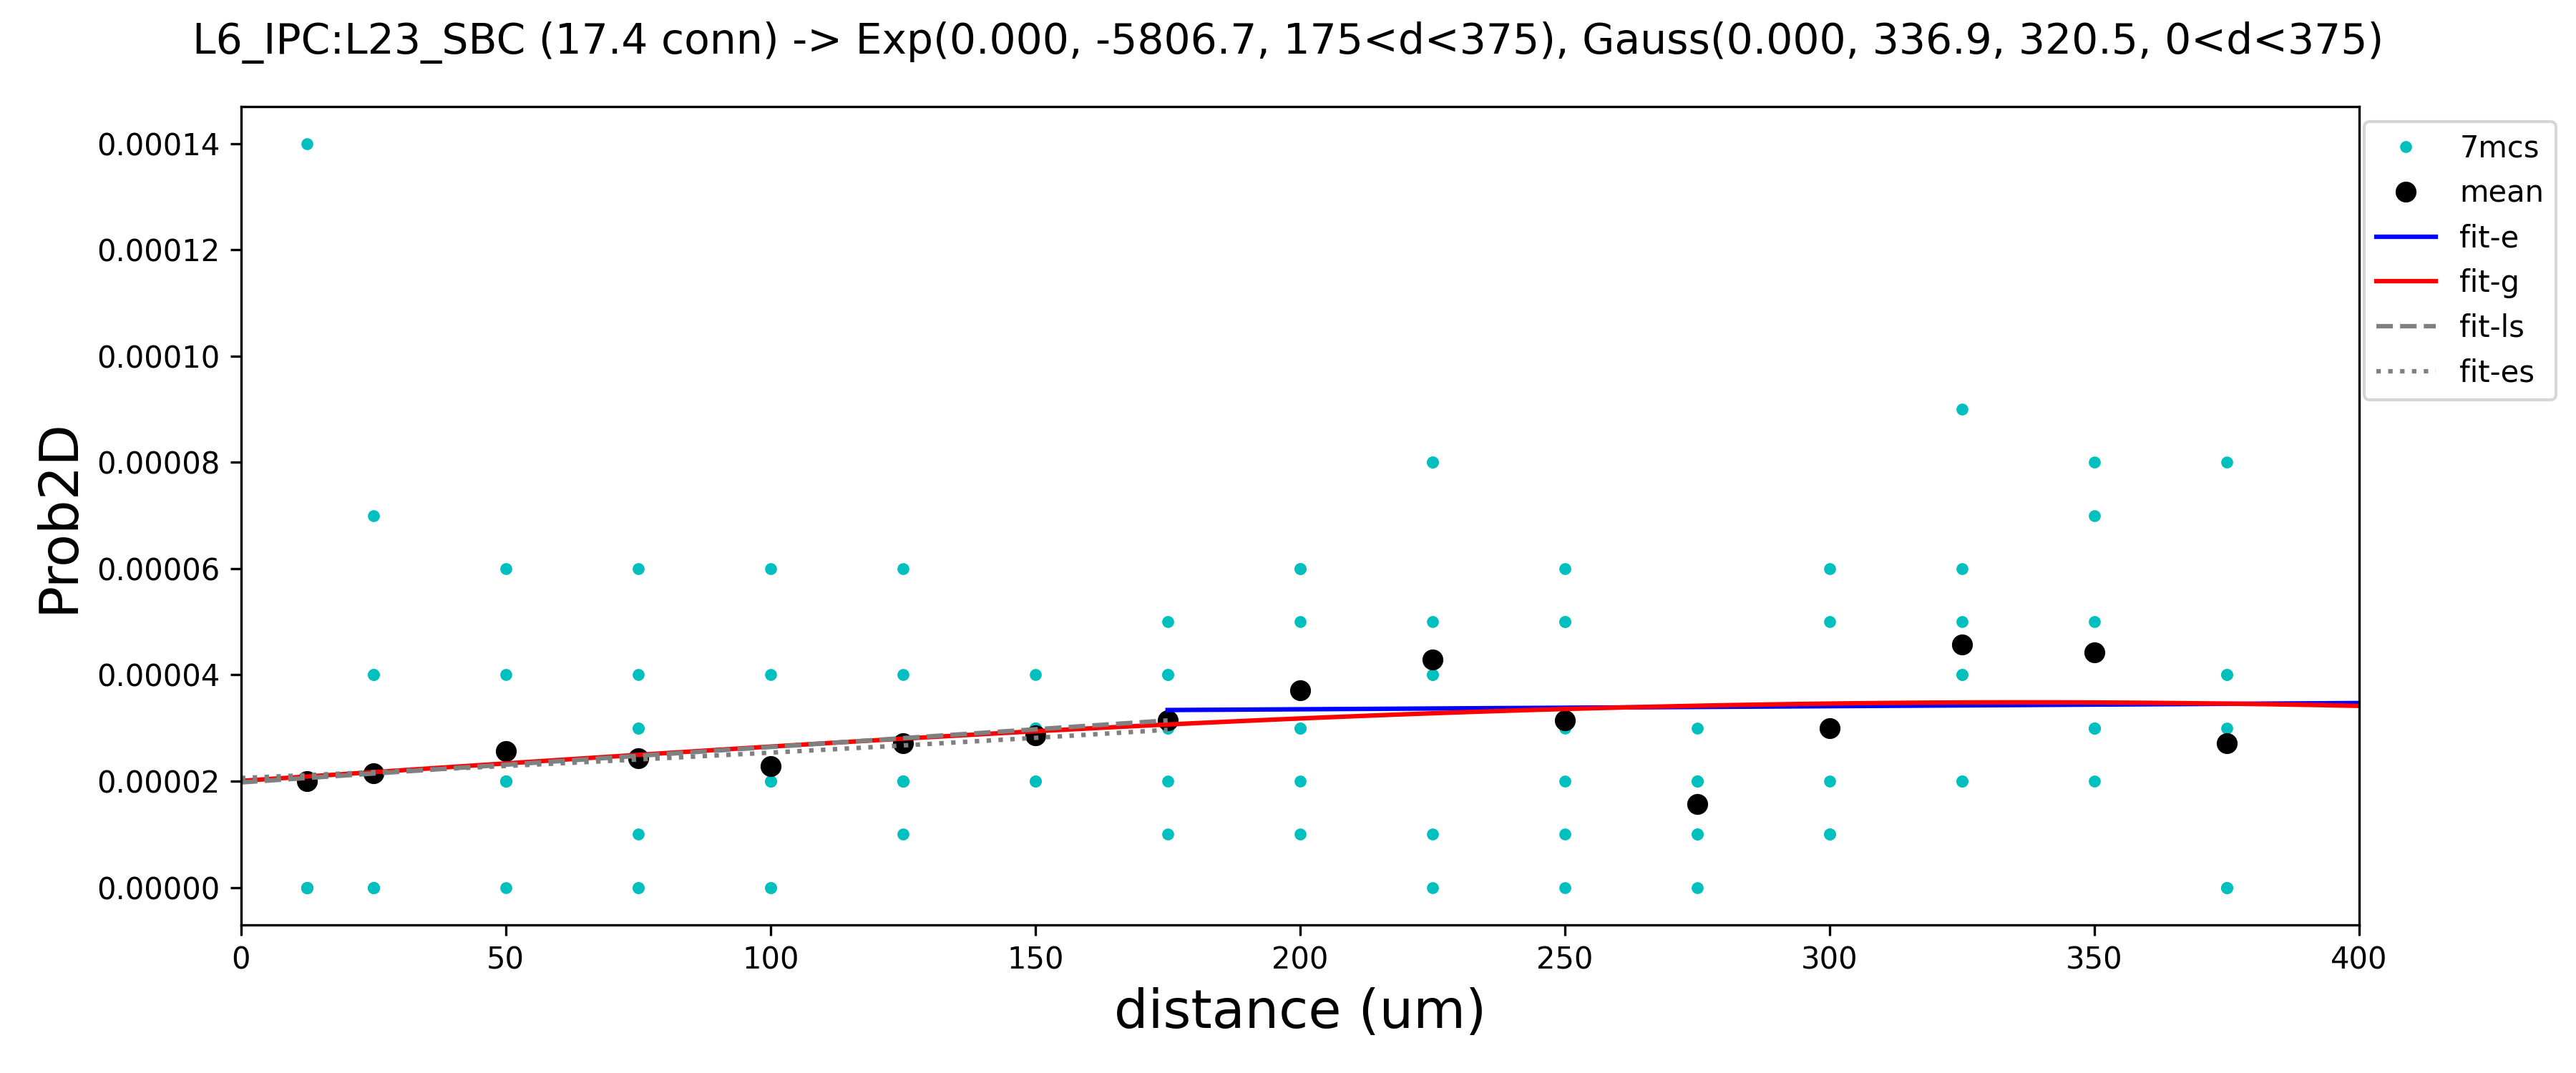 L6_IPC:L23_SBC (17.4 conn) -> Exp(0.000, -5806.7, 175<d<375), Gauss(0.000, 336.9, 320.5, 0<d<375)
Prob2D
0.00014
0.00012
0.00010
0.00008
0.00006
0.00004
0.00002
0.00000
0 50 100 150 200 250 300 350 400
distance (um)
7mcs
mean
fit-e
fit-g
fit-ls
fit-es